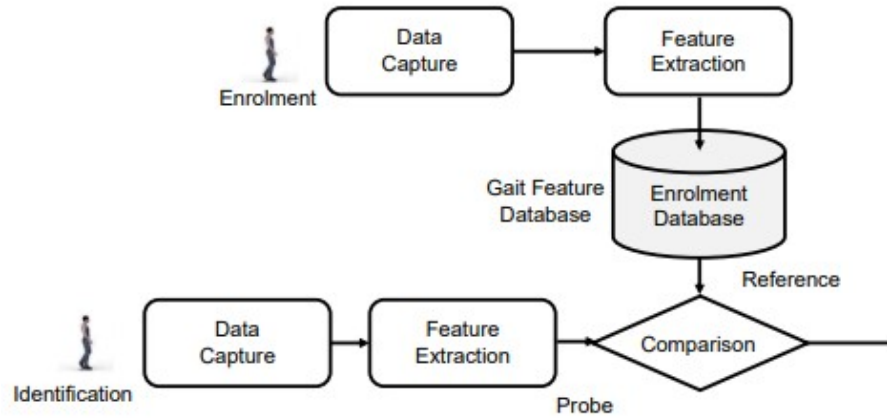 Data
Capture
Feature
Extraction
Enrolment
Gait Feature
Database
Enrolment
Database
Reference
Data
Capture
Feature
Extraction
Comparison
Identification
Probe